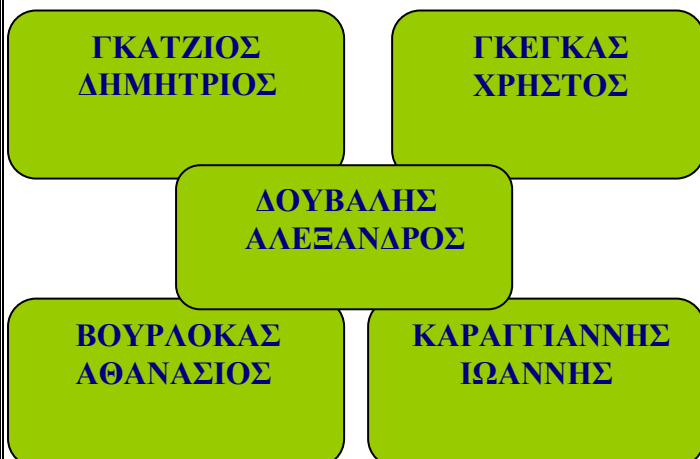 ΓΚΑΤΖΙΟΣ
ΔΗΜΗΤΡΙΟΣ
ΓΚΕΓΚΑΣ
ΧΡΗΣΤΟΣ
ΔΟΥΒΑΛΗΣ
ΑΛΕΞΑΝΔΡΟΣ
ΒΟΥΡΛΟΚΑΣ
ΑΘΑΝΑΣΙΟΣ
ΚΑΡΑΓΓΙΑΝΝΗΣ
ΙΩΑΝΝΗΣ